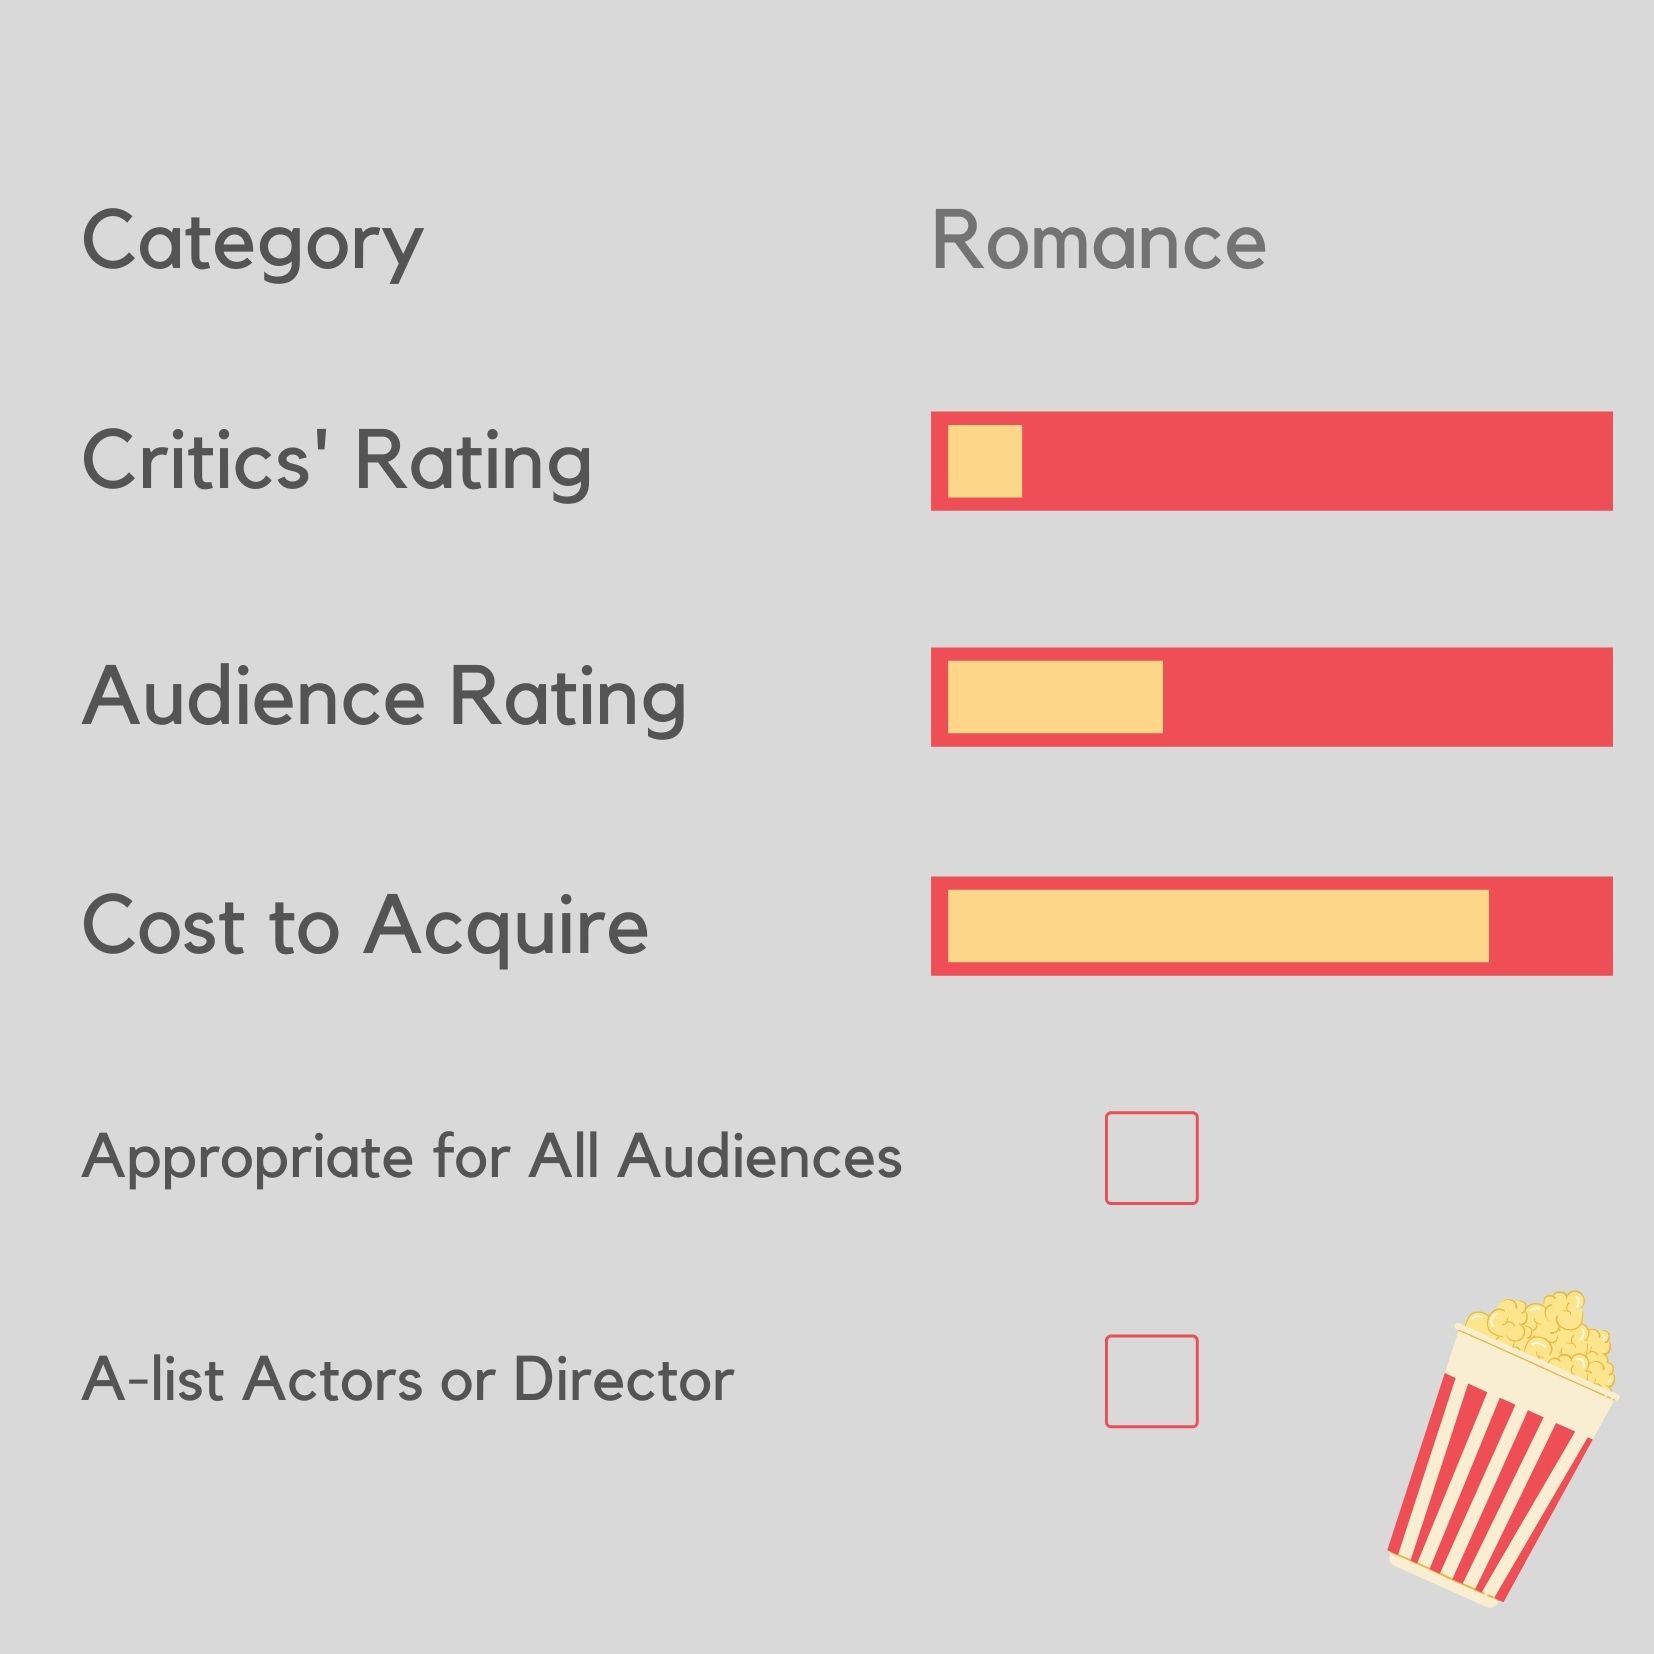 Category Romance
Critics' Rating
Audience Rating
Cost to Acquire
Appropriate for All Audiences
A-list Actors or Director